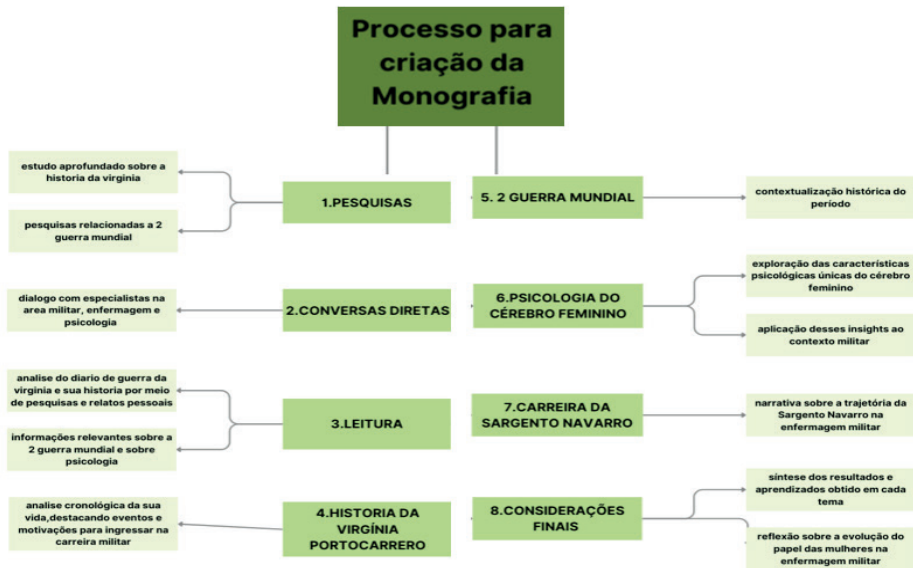 Processo para
criação da
Monografia
estudo aprofundado sobre a
historia da virginia
pesquisas relacionadas a 2
guerra mundial
1.PESQUISAS
dialogo com especialistas na
area militar, enfermagem e
psicologia
2.CONVERSAS DIRETAS
analise do diario de guerra da
virginia e sua historia por meio
de pesquisas e relatos pessoais
informações relevantes sobre a
2 guerra mundial e sobre
psicologia
3.LEITURA
analise cronológica da sua
vida,destacando eventos e
motivações para ingressar na
carreira militar
4.HISTORIA DA
VIRGÍNIA
PORTOCARRERO
5. 2 GUERRA MUNDIAL
contextualização histórica do
período
6.PSICOLOGIA DO
CÉREBRO FEMININO
exploração das características
psicológicas únicas do cérebro
feminino
aplicação desses insights ao
contexto militar
7.CARREIRA DA
SARGENTO NAVARRO
narrativa sobre a trajetória da
Sargento Navarro na
enfermagem militar
8.CONSIDERAÇÕES
FINAIS
síntese dos resultados e
aprendizados obtido em cada
tema
reflexão sobre a evolução do
papel das mulheres na
enfermagem militar